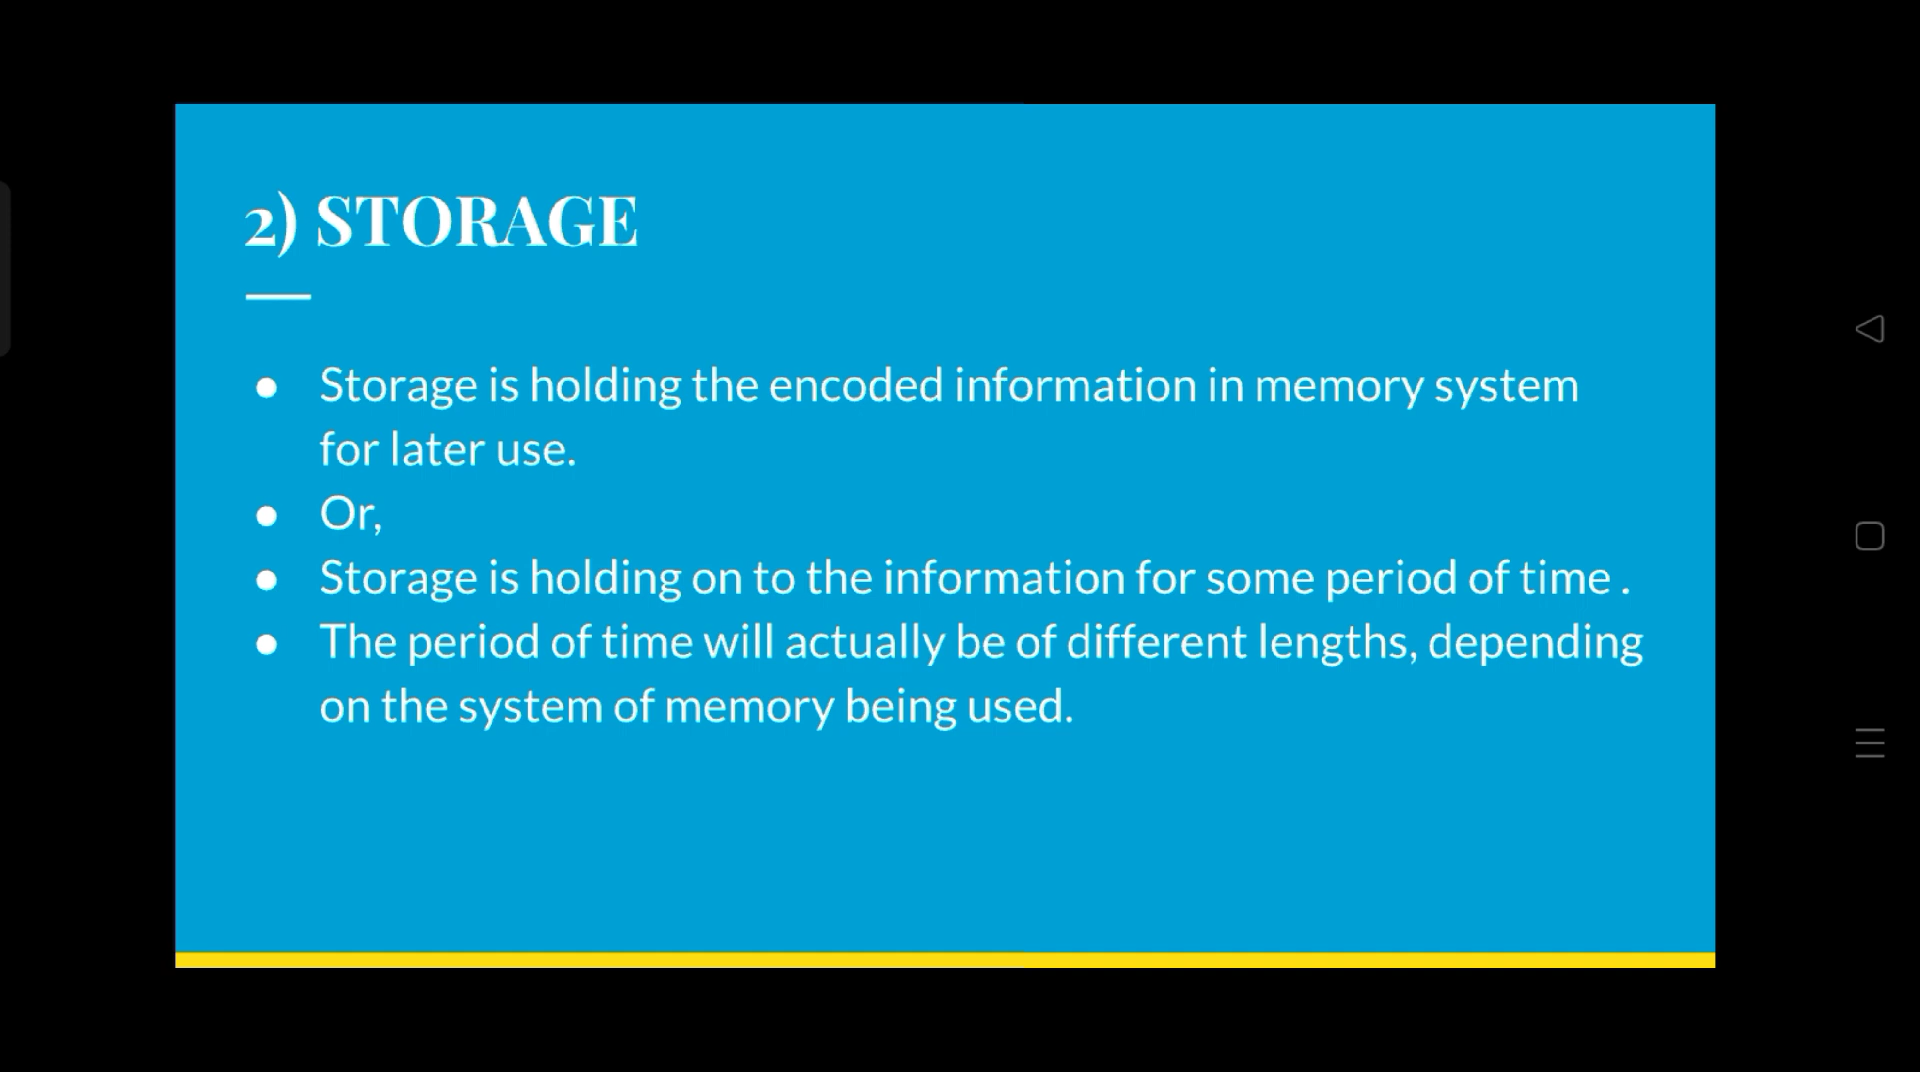 2) STORAGE
● Storage is holding the encoded information in memory system
for later use.
● Or,
● Storage is holding on to the information for some period of time .
● The period of time will actually be of different lengths, depending
on the system of memory being used.